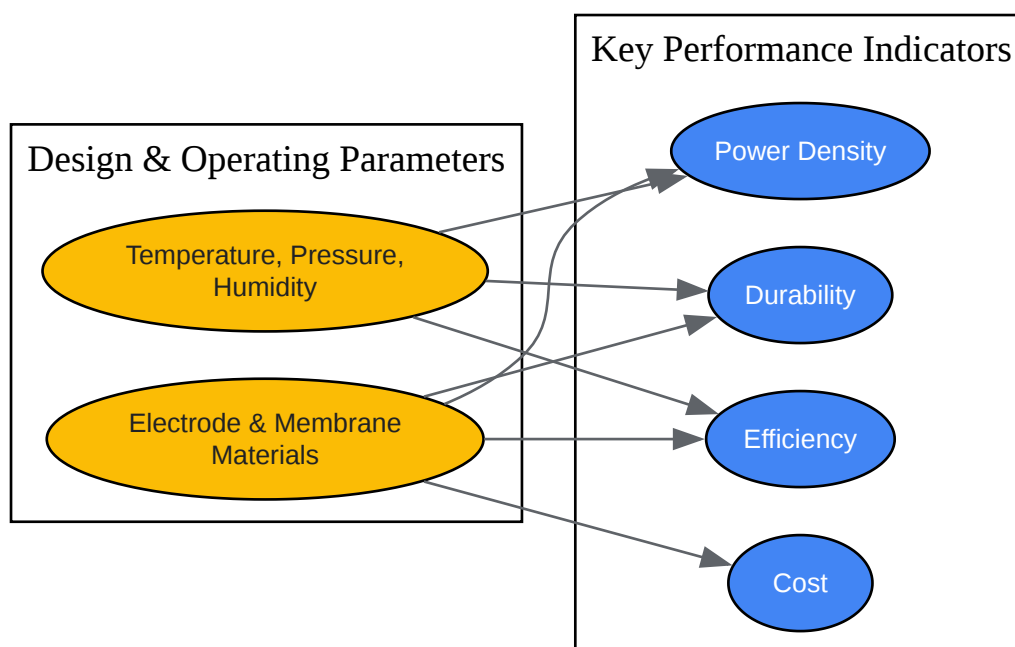 Key Performance Indicators
Design & Operating Parameters
Power Density
Temperature, Pressure,
Humidity
Durability
Electrode & Membrane
Materials
Efficiency
Cost